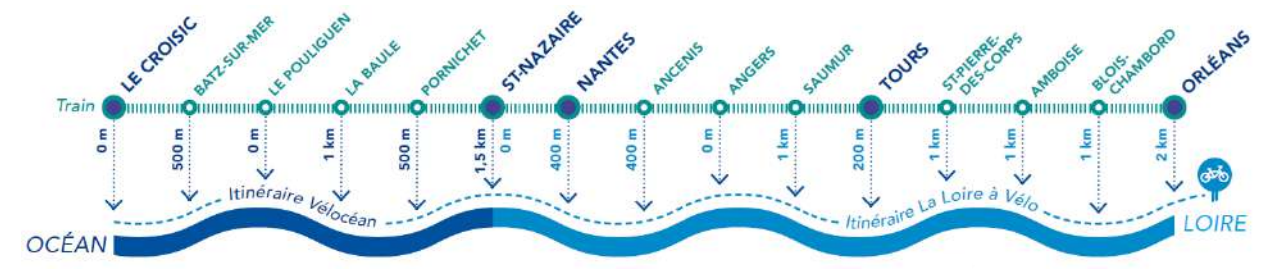 LE CROISIC
BATZ-SUR-MER
LE POULIGUEN
LA BAULE
PORNICHET
ST-NAZAIRE
NANTES
ANCENIS
ANGERS
SAUMUR
TOURS
ST-PIERRE-
DES-CORPS
AMBOISE
BLOIS-
CHAMBORD
ORLÉANS
Train
0 m
500 m
0 m
1 km
500 m
1,5 km
0 m
400 m
400 m
0 m
1 km
200 m
1 km
1 km
1 km
2 km
Itinéraire Vélocéan
Itinéraire La Loire à Vélo
OCÉAN
LOIRE